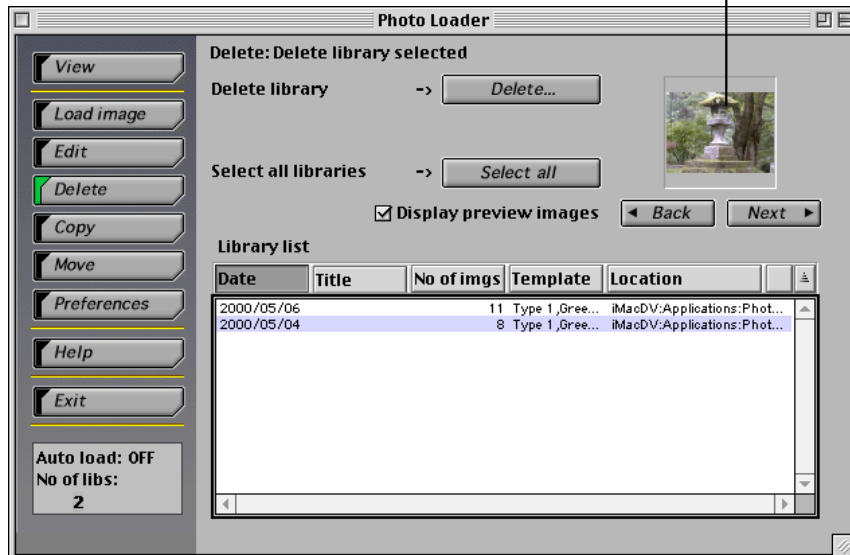 Photo Loader
View
Load image
Edit
Delete
Copy
Move
Preferences
Help
Exit
Auto load: OFF
No of libs:
2
Delete: Delete library selected
Delete library -> Delete...
Select all libraries -> Select all
Display preview images
Back
Next
Library list
Date Title No of imgs Template Location
2000/05/06 11 Type 1 ,Gree... iMacDV:Applications:Phot...
2000/05/04 8 Type 1 ,Gree... iMacDV:Applications:Phot...